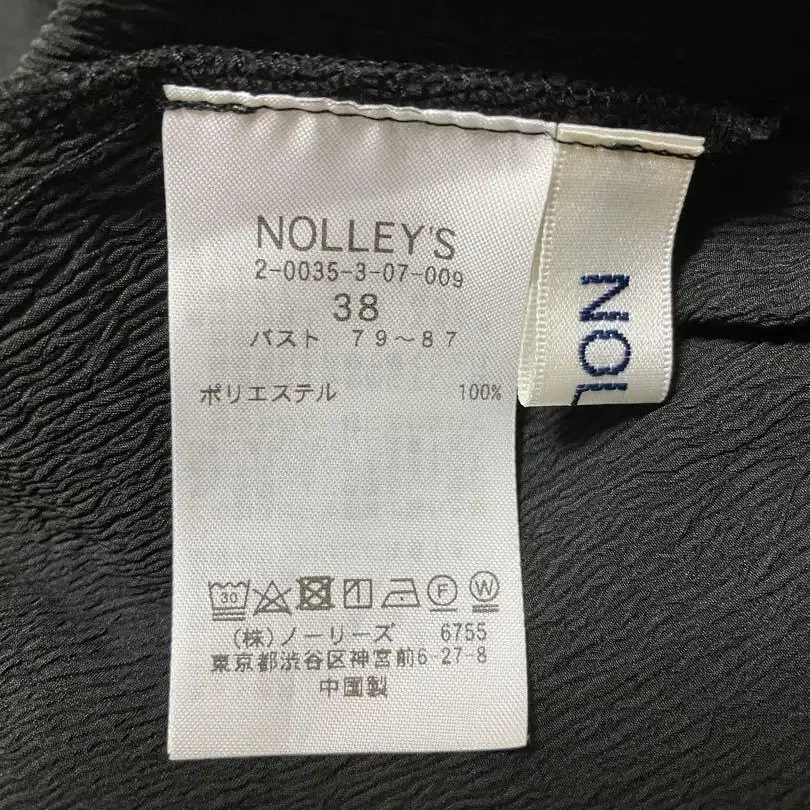 NOLLEY'S
2-0035-3-07-009
38
バスト 79～87
ポリエステル 100%
30
F
W
(株)ノーリーズ 6755
東京都渋谷区神宮前6-27-8
中国製
NOL